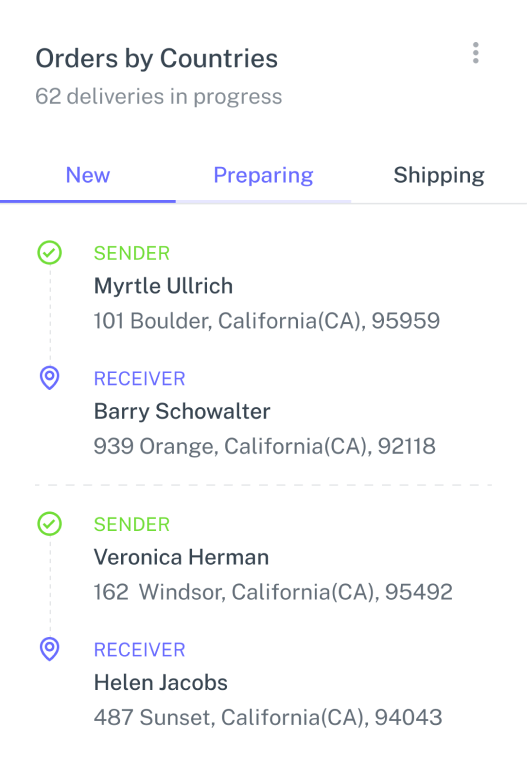 Orders by Countries
62 deliveries in progress
New Preparing Shipping
SENDER
Myrtle Ullrich
101 Boulder, California(CA), 95959
RECEIVER
Barry Schowalter
939 Orange, California(CA), 92118
SENDER
Veronica Herman
162  Windsor, California(CA), 95492
RECEIVER
Helen Jacobs
487 Sunset, California(CA), 94043